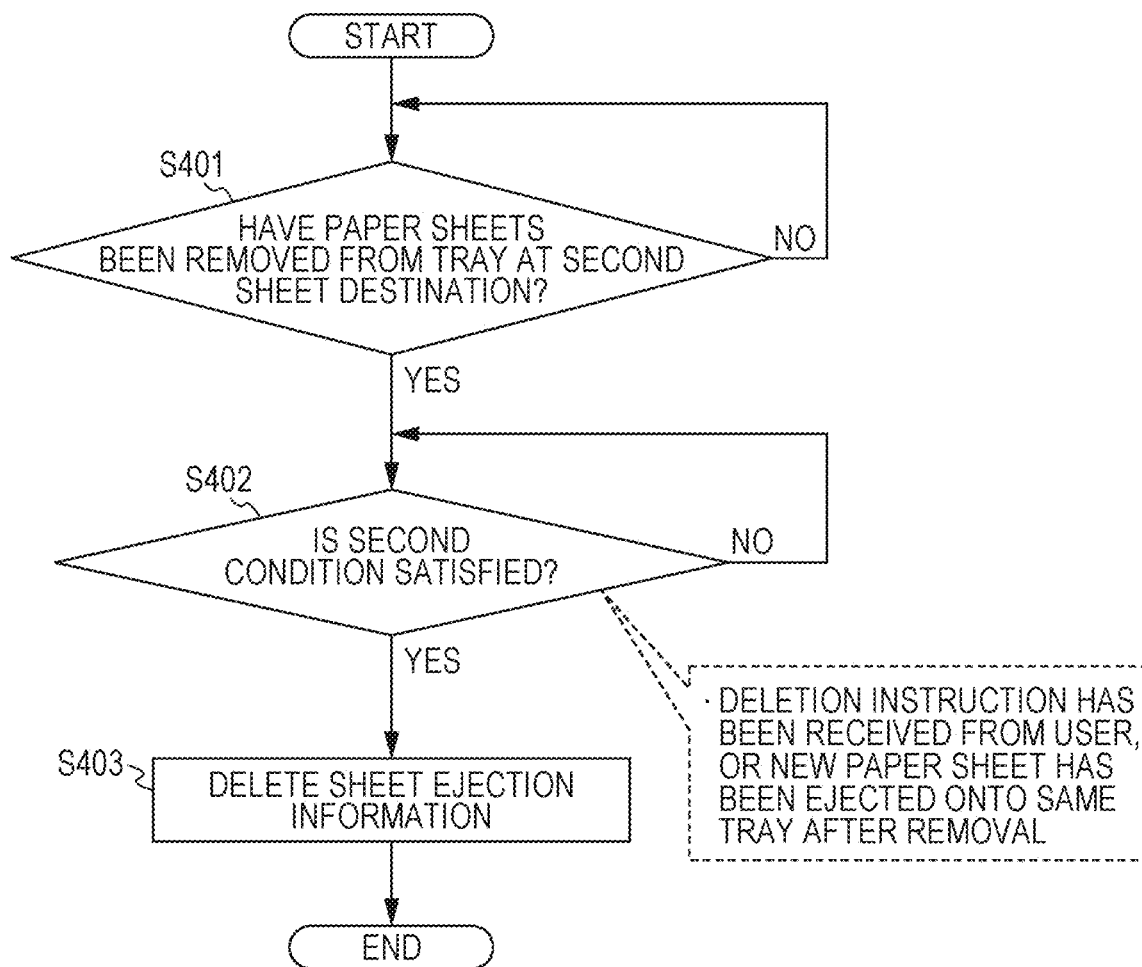 START
S401
HAVE PAPER SHEETS
BEEN REMOVED FROM TRAY AT SECOND
SHEET DESTINATION?
NO
YES
S402
IS SECOND
CONDITION SATISFIED?
NO
YES
· DELETION INSTRUCTION HAS
BEEN RECEIVED FROM USER,
OR NEW PAPER SHEET HAS
BEEN EJECTED ONTO SAME
TRAY AFTER REMOVAL
S403
DELETE SHEET EJECTION
INFORMATION
END